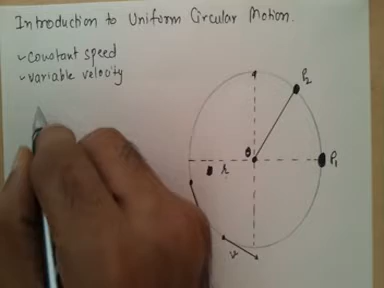 Introduction to Uniform Circular Motion.
- Constant speed
- variable velocity
P2
P1
r
v